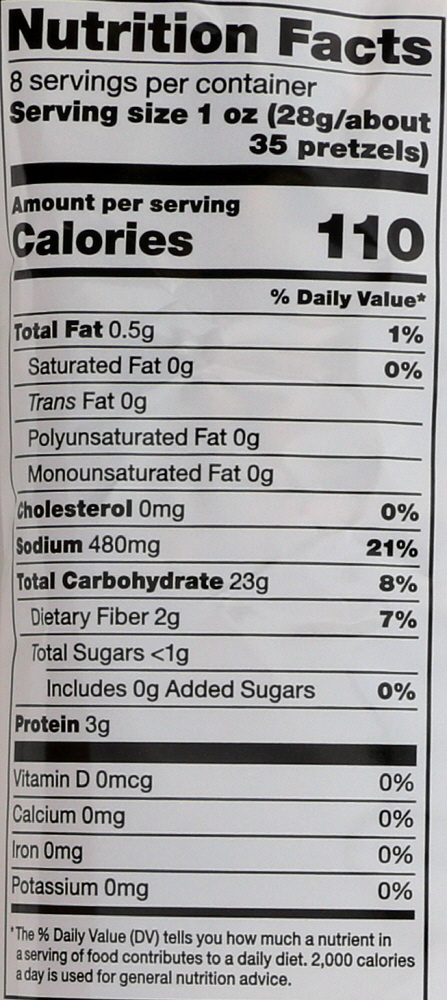 Nutrition Facts
8 servings per container
Serving size 1 oz (28g/about
35 pretzels)
Amount per serving
Calories 110
% Daily Value*
Total Fat 0.5g 1%
Saturated Fat 0g 0%
Trans Fat 0g
Polyunsaturated Fat 0g
Monounsaturated Fat 0g
Cholesterol 0mg 0%
Sodium 480mg 21%
Total Carbohydrate 23g 8%
Dietary Fiber 2g 7%
Total Sugars <1g
Includes 0g Added Sugars 0%
Protein 3g
Vitamin D 0mcg 0%
Calcium 0mg 0%
Iron 0mg 0%
Potassium 0mg 0%
*The % Daily Value (DV) tells you how much a nutrient in
a serving of food contributes to a daily diet. 2,000 calories
a day is used for general nutrition advice.